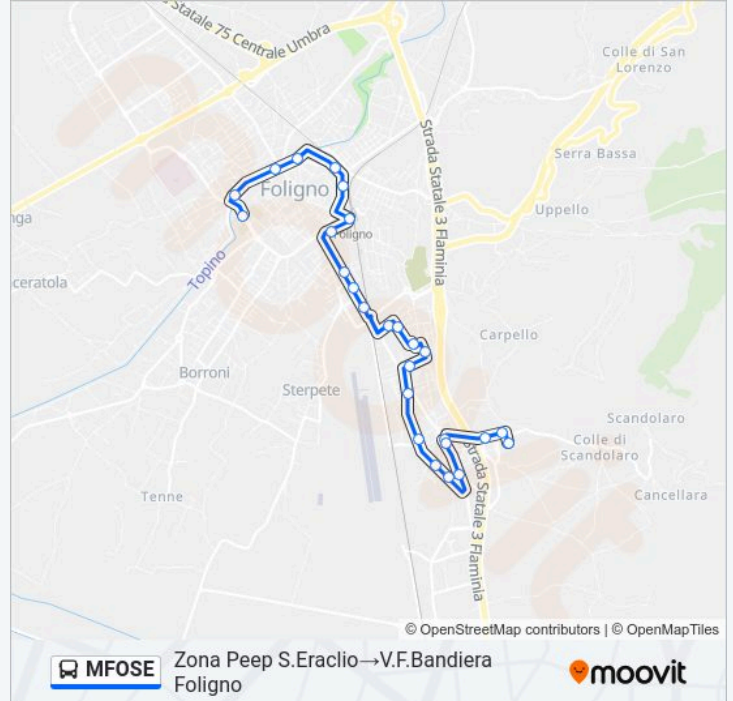 Statale 75 Centrale Umbra
Colle di San
Lorenzo
Strada Statale 3 Flaminia
Serra Bassa
Foligno
Uppello
nga
Foligno
Topino
ceratola
Carpello
Borroni
Sterpete
Scandolaro
Colle di
Scandolaro
Strada Statale 3 Flaminia
Tenne
Cancellara
© OpenStreetMap contributors | © OpenMapTiles
MFOSE
Zona Peep S.Eraclio→V.F.Bandiera
Foligno
moovit